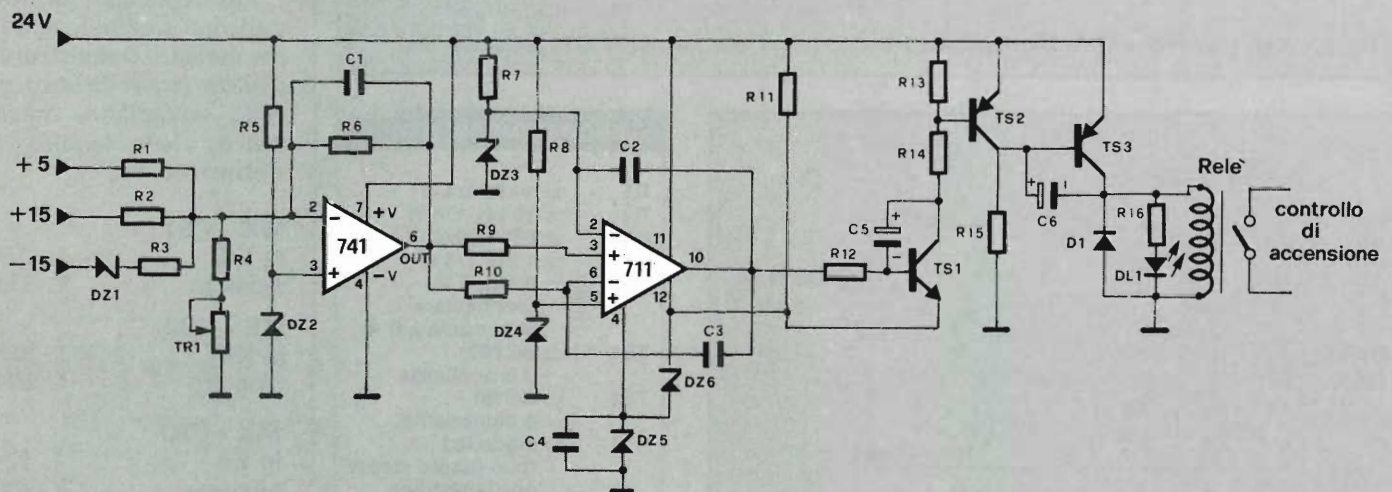 24V
C1
R7
R11
R13
TS2
R5
R6
R8
C2
R14
TS3
R1
DZ3
Relè
+5
R2
2
7
+V
2
11
C5
+
R15
+
C6
R16
controllo
di
accensione
+15
R3
R4
741
6
OUT
R9
3
711
10
R12
-
TS1
D1
DL1
-15
DZ1
3
4
-V
R10
6
5
12
4
TR1
DZ2
DZ4
C3
DZ6
C4
DZ5